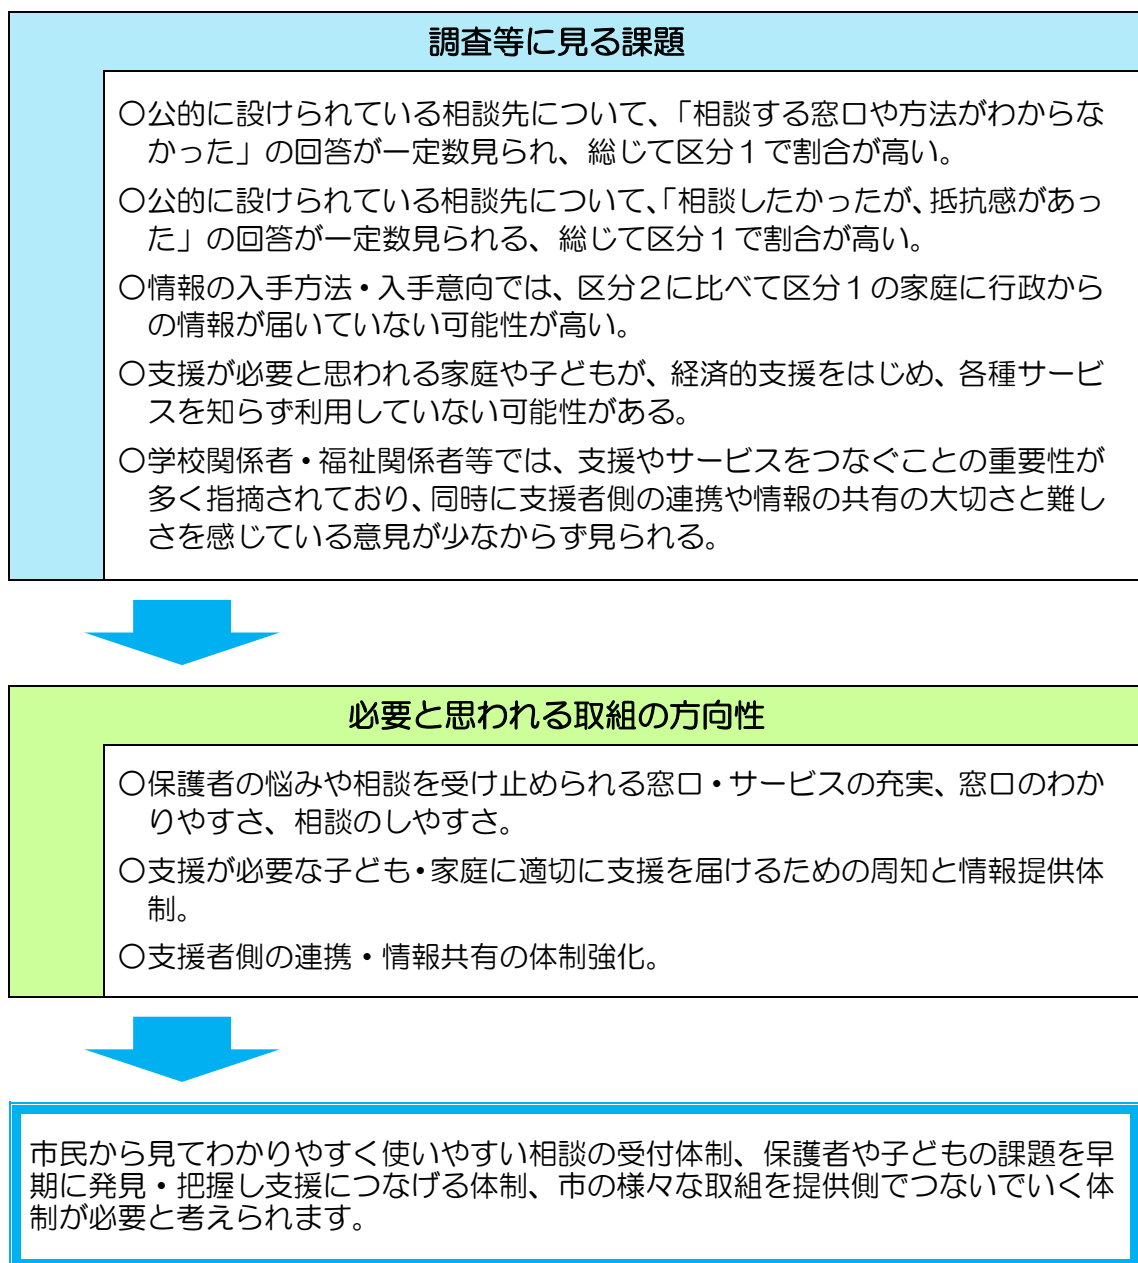 調査等に見る課題
○公的に設けられている相談先について、「相談する窓口や方法がわからな
かった」の回答が一定数見られ、総じて区分１で割合が高い。
○公的に設けられている相談先について、「相談したかったが、抵抗感があっ
た」の回答が一定数見られる、総じて区分１で割合が高い。
○情報の入手方法・入手意向では、区分２に比べて区分１の家庭に行政から
の情報が届いていない可能性が高い。
○支援が必要と思われる家庭や子どもが、経済的支援をはじめ、各種サービ
スを知らず利用していない可能性がある。
○学校関係者・福祉関係者等では、支援やサービスをつなぐことの重要性が
多く指摘されており、同時に支援者側の連携や情報の共有の大切さと難し
さを感じている意見が少なからず見られる。
必要と思われる取組の方向性
○保護者の悩みや相談を受け止められる窓口・サービスの充実、窓口のわか
りやすさ、相談のしやすさ。
○支援が必要な子ども・家庭に適切に支援を届けるための周知と情報提供体
制。
○支援者側の連携・情報共有の体制強化。
市民から見てわかりやすく使いやすい相談の受付体制、保護者や子どもの課題を早
期に発見・把握し支援につなげる体制、市の様々な取組を提供側でつないでいく体
制が必要と考えられます。